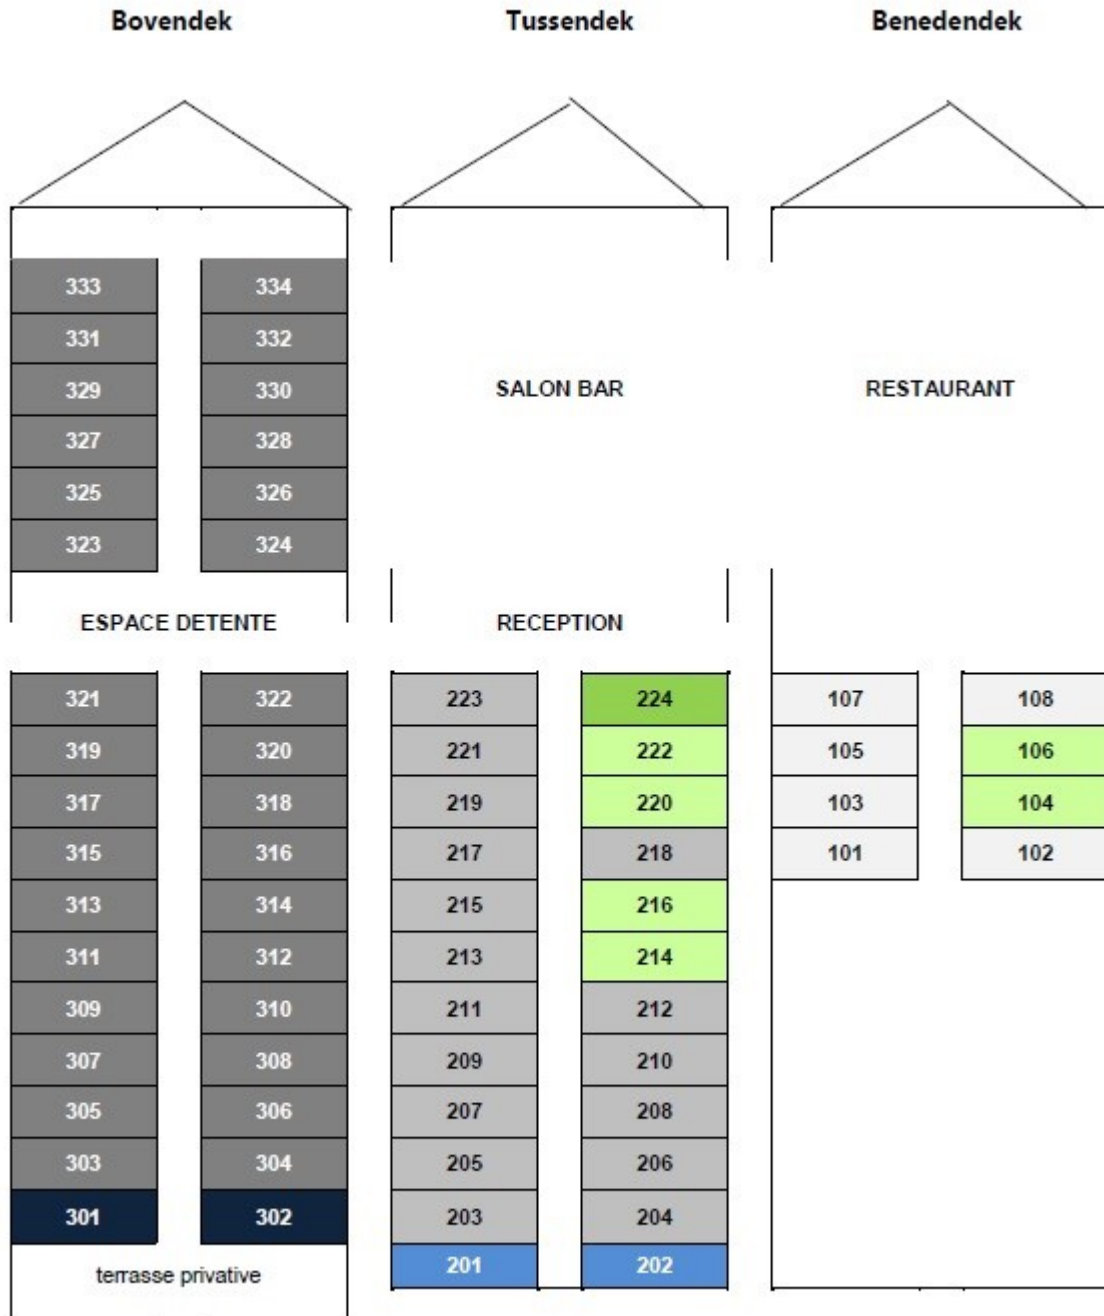 Bovendek Tussendek Benedendek
333 334
331 332
329 330 SALON BAR RESTAURANT
327 328
325 326
323 324
ESPACE DETENTE RECEPTION
321 322 223 224 107 108
319 320 221 222 105 106
317 318 219 220 103 104
315 316 217 218 101 102
313 314 215 216
311 312 213 214
309 310 211 212
307 308 209 210
305 306 207 208
303 304 205 206
301 302 203 204
terrasse privative 201 202